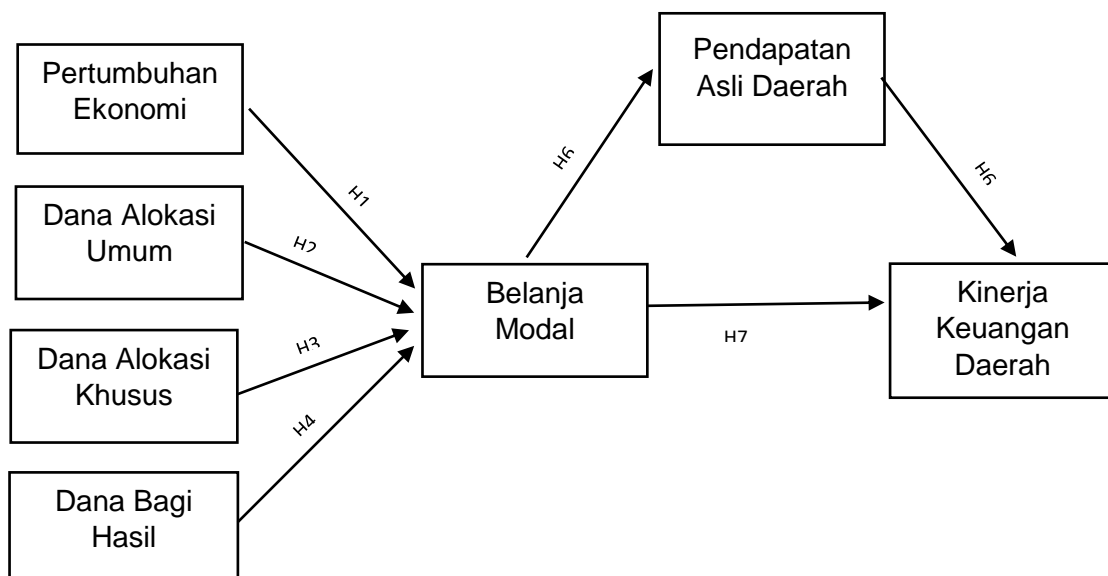 Pertumbuhan
Ekonomi
Dana Alokasi
Umum
Dana Alokasi
Khusus
Dana Bagi
Hasil
H1
H2
H3
H4
Belanja
Modal
H6
Pendapatan
Asli Daerah
H6
H7
Kinerja
Keuangan
Daerah